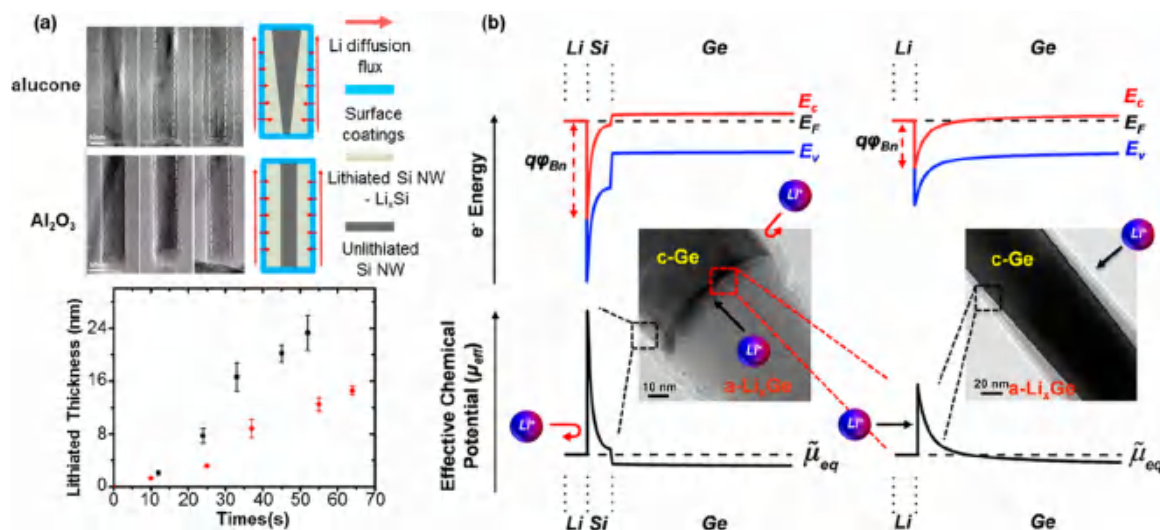 (a)
alucone
Al₂O₃
Li diffusion
flux
Surface
coatings
Lithiated Si NW
- LiₓSi
Unlithiated
Si NW
Lithiated Thickness (nm)
24
16
8
0
0 10 20 30 40 50 60 70
Times(s)
(b)
Li Si Ge
Li Ge
e⁻ Energy
qφBn
Ec
EF
Ev
qφBn
Ec
EF
Ev
Li⁺
c-Ge
Li⁺
a-LiₓGe
10 nm
Li⁺
c-Ge
20 nm
a-LiₓGe
Effective Chemical
Potential (μeff)
Li⁺
μ̃eq
Li⁺
μ̃eq
Li Si Ge
Li Ge